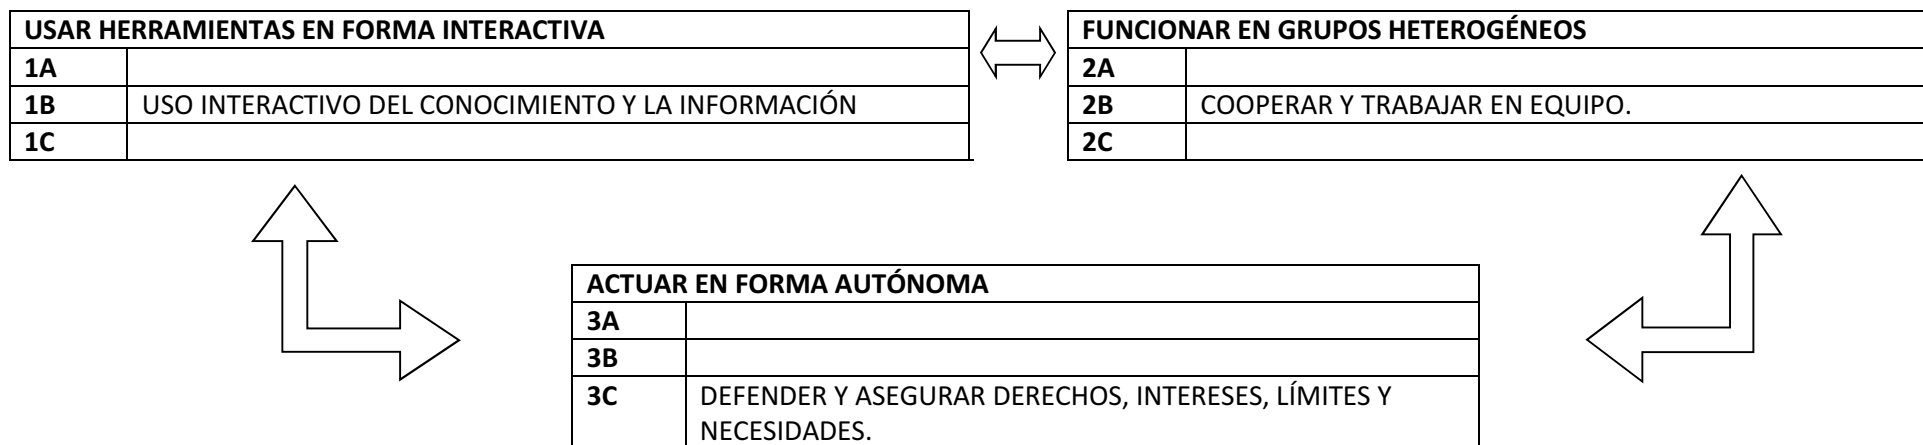 USAR HERRAMIENTAS EN FORMA INTERACTIVA
1A
1B USO INTERACTIVO DEL CONOCIMIENTO Y LA INFORMACIÓN
1C
FUNCIONAR EN GRUPOS HETEROGÉNEOS
2A
2B COOPERAR Y TRABAJAR EN EQUIPO.
2C
ACTUAR EN FORMA AUTÓNOMA
3A
3B
3C DEFENDER Y ASEGURAR DERECHOS, INTERESES, LÍMITES Y
NECESIDADES.